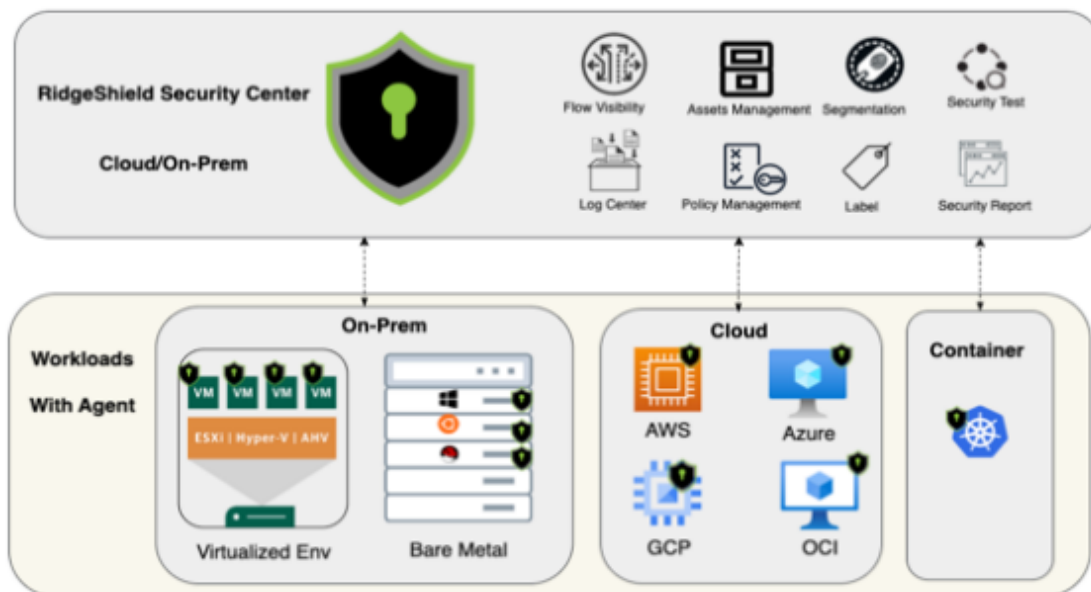 RidgeShield Security Center
Cloud/On-Prem
Flow Visibility
Assets Management
Segmentation
Security Test
Log Center
Policy Management
Label
Security Report
Workloads
With Agent
On-Prem
VM
VM
VM
VM
ESXi | Hyper-V | AHV
Virtualized Env
Bare Metal
Cloud
AWS
Azure
GCP
OCI
Container